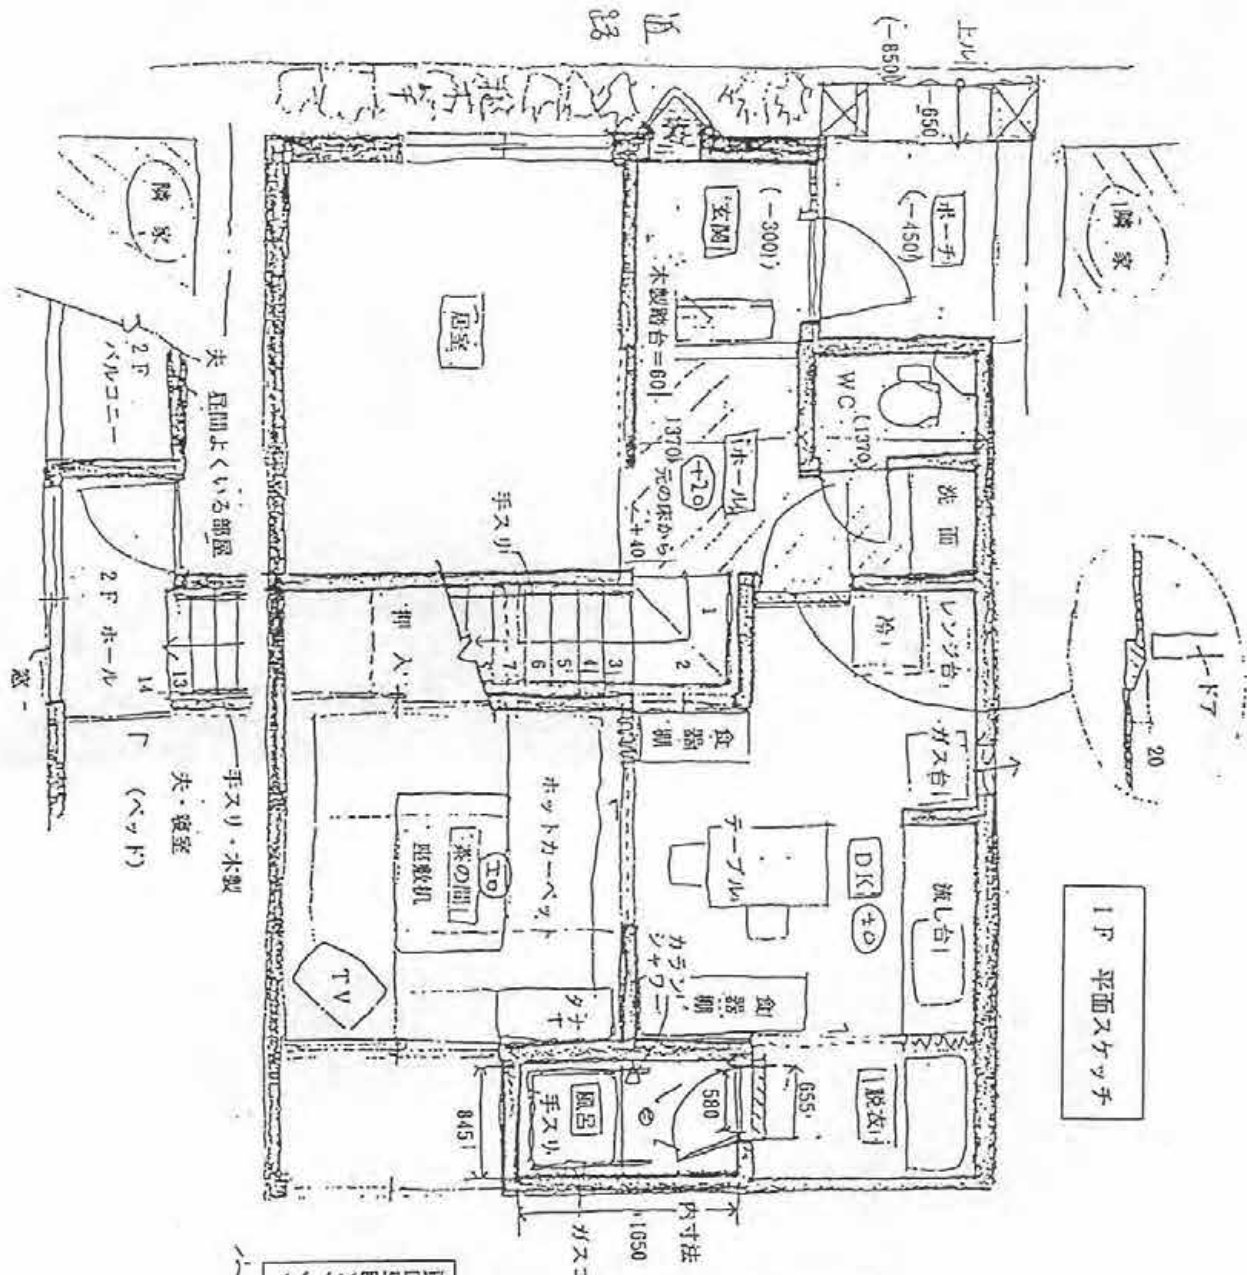 1F 平面スケッチ
道路
上ル
(-850)
-650
隣家
隣家
ポーチ
(-450)
玄関
(-300)
木製踏台=60
WC
(1370)
洗面
ホール
+20
1370
元の床から
+40
居室
手スリ
1
2
3
4
5
6
7
押入
冷
レンジ台
ガス台
流し台
食器棚
テーブル
DK
±0
食器棚
カラン
シャワー
ホットカーペット
茶の間
±0
座敷机
TV
タナ
脱衣
655
580
風呂
手スリ
845
内寸法
1650
ドア
20
2F
バルコニー
夫 昼間よくいる部屋
2F ホール
13
14
窓
手スリ・木製
夫・寝室
(ベッド)